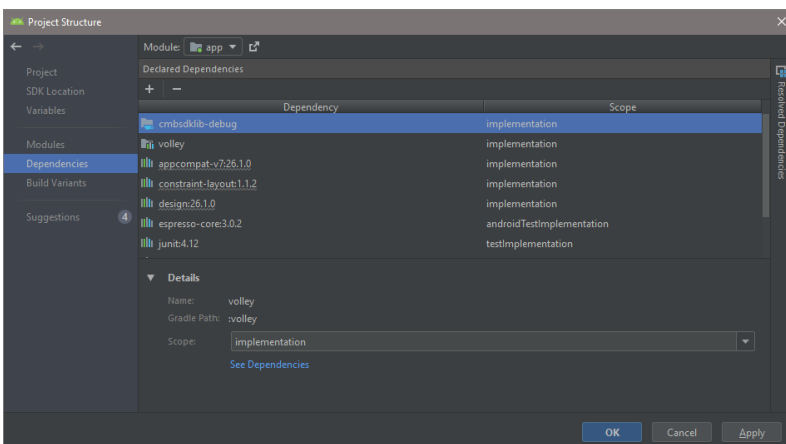 Project Structure
Module: app
Project
SDK Location
Variables
Modules
Dependencies
Build Variants
Suggestions 4
Declared Dependencies
Dependency Scope
cmbsdklib-debug implementation
volley implementation
appcompat-v7:26.1.0 implementation
constraint-layout:1.1.2 implementation
design:26.1.0 implementation
espresso-core:3.0.2 androidTestImplementation
junit:4.12 testImplementation
Details
Name: volley
Gradle Path: :volley
Scope: implementation
See Dependencies
Resolved Dependencies
OK Cancel Apply